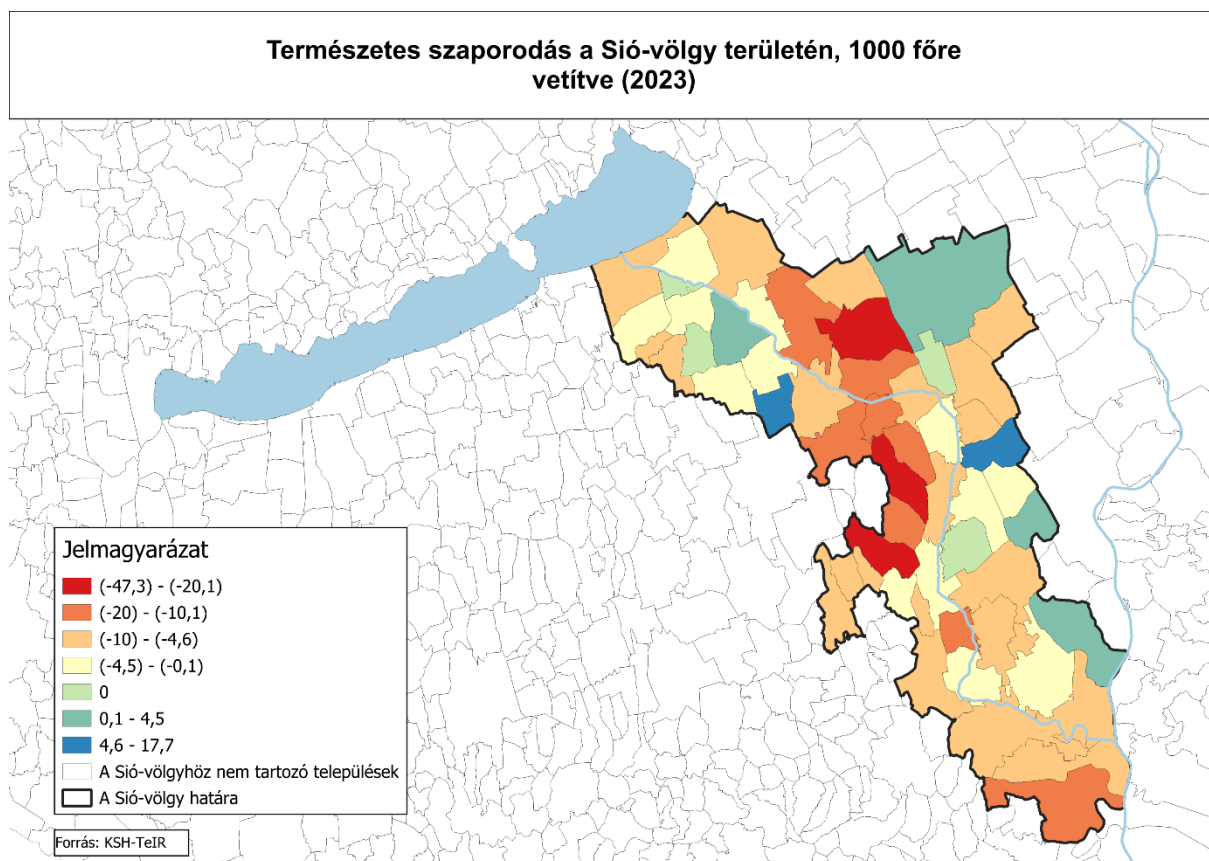 Természetes szaporodás a Sió-völgy területén, 1000 főre
vetítve (2023)
Jelmagyarázat
(-47,3) - (-20,1)
(-20) - (-10,1)
(-10) - (-4,6)
(-4,5) - (-0,1)
0
0,1 - 4,5
4,6 - 17,7
A Sió-völgyhöz nem tartozó települések
A Sió-völgy határa
Forrás: KSH-TeIR